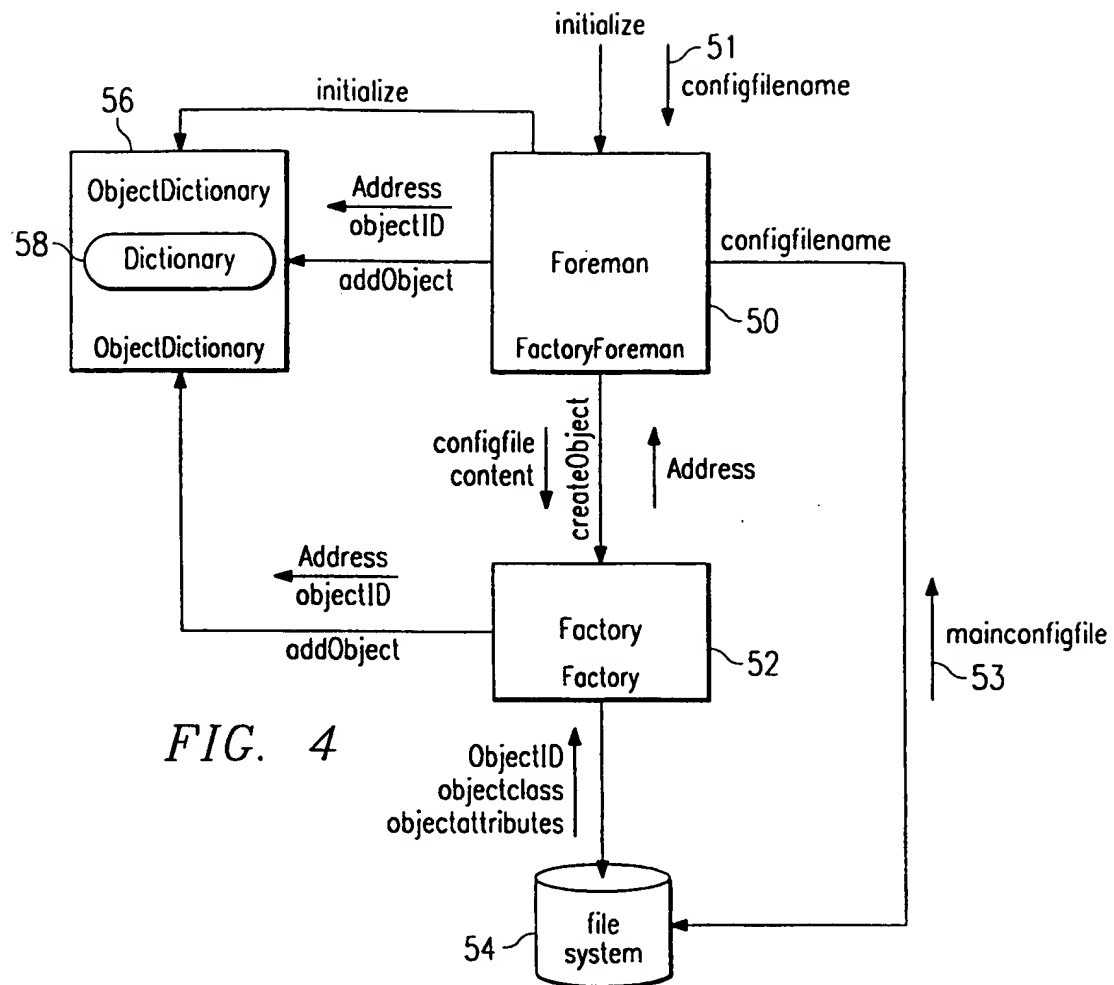 initialize
51
configfilename
56
initialize
ObjectDictionary
58
Dictionary
ObjectDictionary
Address
objectID
addObject
Foreman
FactoryForeman
50
configfilename
configfile
content
createObject
Address
Address
objectID
addObject
Factory
Factory
52
mainconfigfile
53
FIG. 4
ObjectID
objectclass
objectattributes
file
system
54